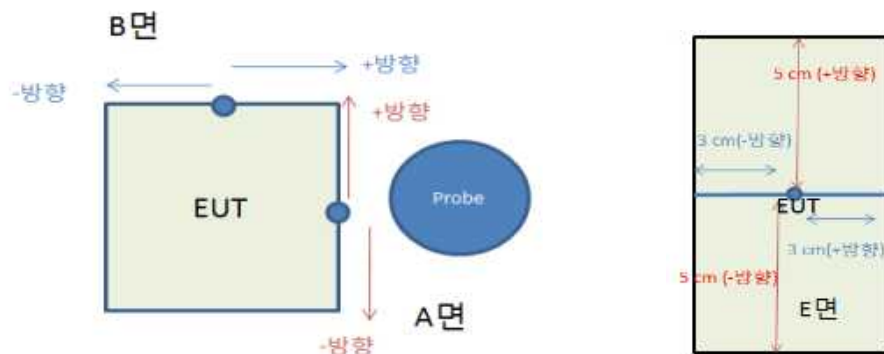 B면
+방향
-방향
+방향
EUT
Probe
A면
-방향
5 cm (+방향)
3 cm(-방향)
EUT
3 cm(+방향)
5 cm (-방향)
E면